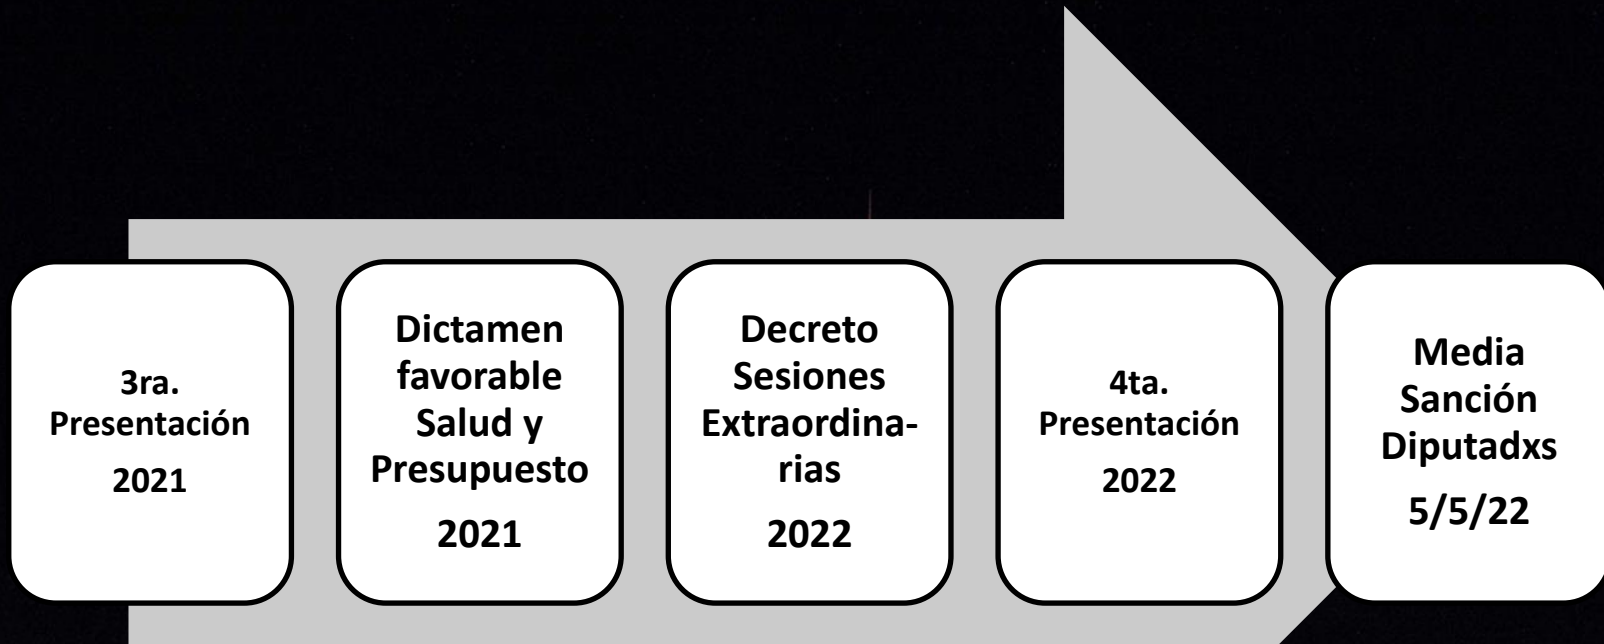 3ra.
Presentación
2021
Dictamen
favorable
Salud y
Presupuesto
2021
Decreto
Sesiones
Extraordina-
rias
2022
4ta.
Presentación
2022
Media
Sanción
Diputadxs
5/5/22